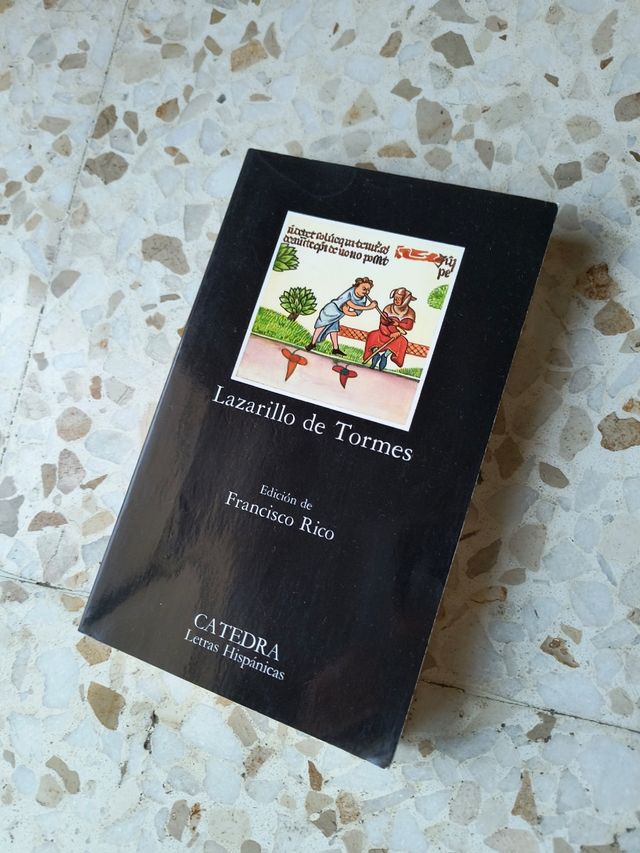 Lazarillo de Tormes
Edición de
Francisco Rico
CATEDRA
Letras Hispánicas